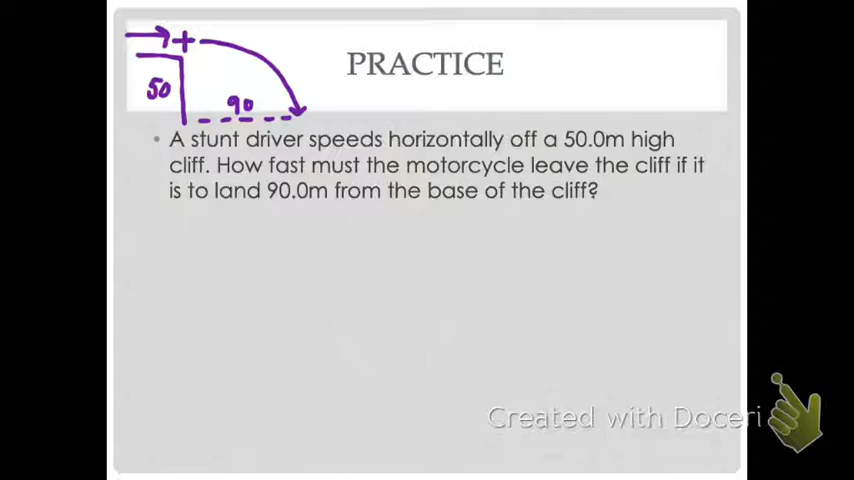 50
90
PRACTICE
• A stunt driver speeds horizontally off a 50.0m high
cliff. How fast must the motorcycle leave the cliff if it
is to land 90.0m from the base of the cliff?
Created with Doceri